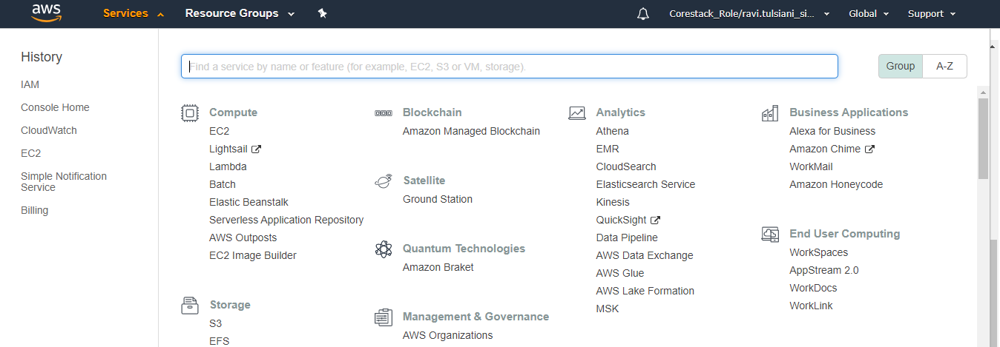 aws Services Resource Groups Corestack_Role/ravi.tulsiani_si... Global Support
History
IAM
Console Home
CloudWatch
EC2
Simple Notification
Service
Billing
Find a service by name or feature (for example, EC2, S3 or VM, storage).
Group A-Z
Compute
EC2
Lightsail
Lambda
Batch
Elastic Beanstalk
Serverless Application Repository
AWS Outposts
EC2 Image Builder
Storage
S3
EFS
Blockchain
Amazon Managed Blockchain
Satellite
Ground Station
Quantum Technologies
Amazon Braket
Management & Governance
AWS Organizations
Analytics
Athena
EMR
CloudSearch
Elasticsearch Service
Kinesis
QuickSight
Data Pipeline
AWS Data Exchange
AWS Glue
AWS Lake Formation
MSK
Business Applications
Alexa for Business
Amazon Chime
WorkMail
Amazon Honeycode
End User Computing
WorkSpaces
AppStream 2.0
WorkDocs
WorkLink